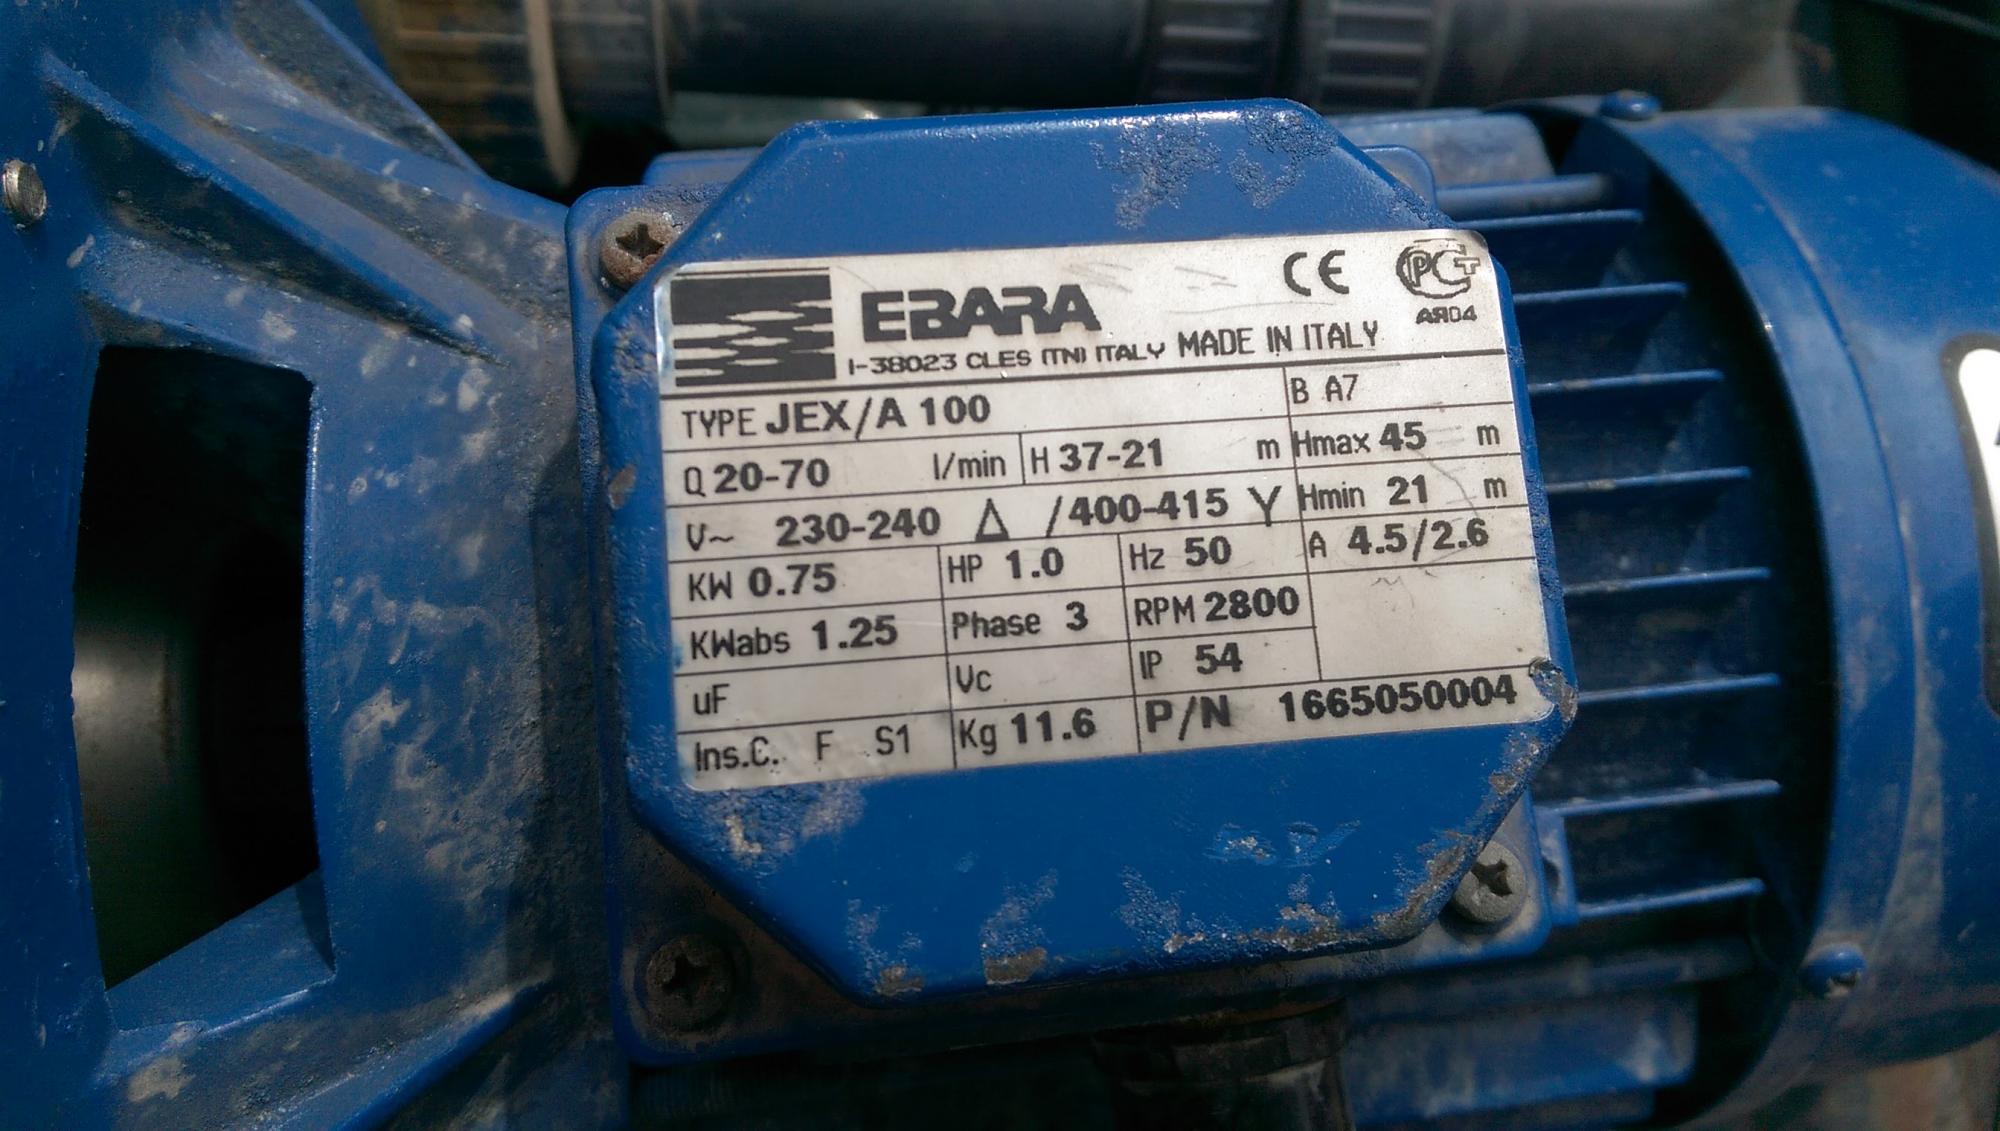 EBARA CE PCT
I-38023 CLES (TN) ITALY MADE IN ITALY АЯ04
TYPE JEX/A 100 B A7
Q 20-70 l/min H 37-21 m Hmax 45 m
V~ 230-240 Δ /400-415 Y Hmin 21 m
KW 0.75 HP 1.0 Hz 50 A 4.5/2.6
KWabs 1.25 Phase 3 RPM 2800
uF Vc IP 54
Ins.C. F S1 Kg 11.6 P/N 1665050004